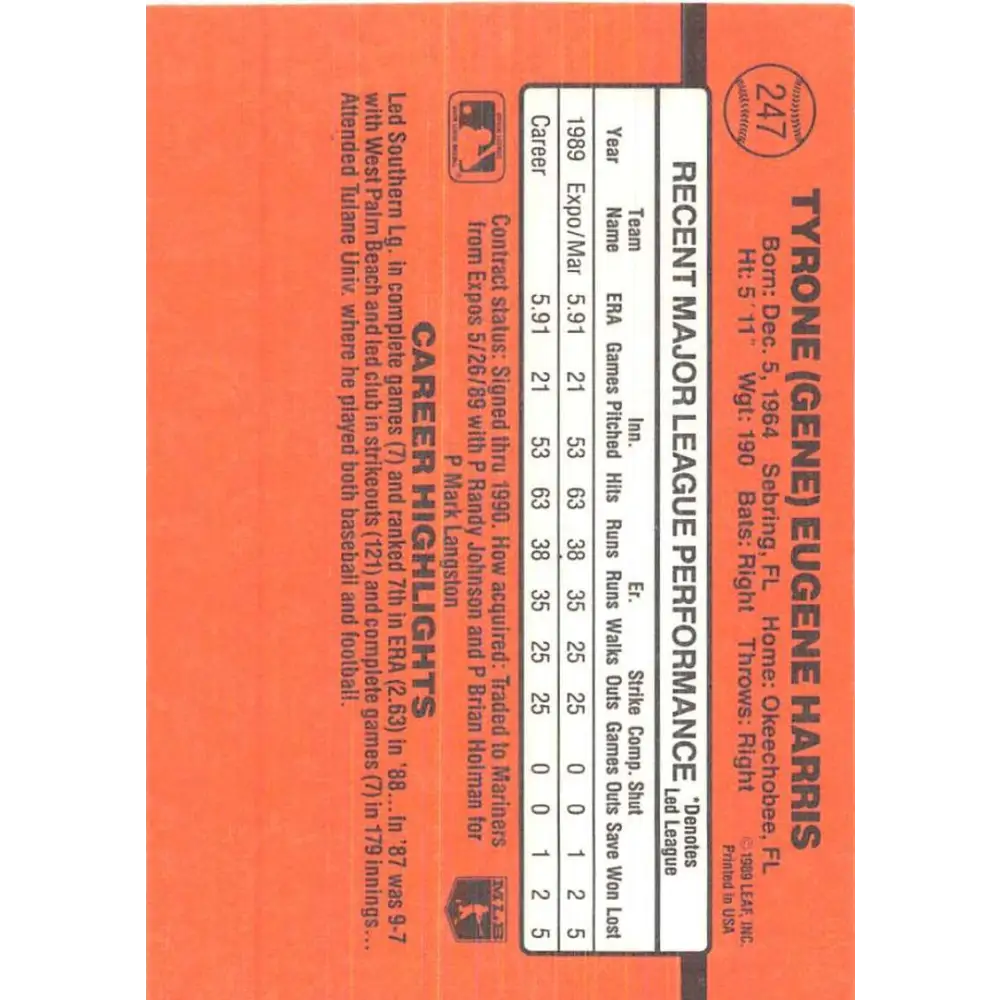 247
TYRONE (GENE) EUGENE HARRIS
Born: Dec. 5, 1964 Sebring, FL Home: Okeechobee, FL
Ht: 5'11" Wgt: 190 Bats: Right Throws: Right
© 1989 LEAF, INC.
Printed in USA
RECENT MAJOR LEAGUE PERFORMANCE
*Denotes
Led League
Team Inn. Er. Strike Comp. Shut
Year Name ERA Games Pitched Hits Runs Runs Walks Outs Games Outs Save Won Lost
1989 Expo/Mar 5.91 21 53 63 38 35 25 25 0 0 1 2 5
Career 5.91 21 53 63 38 35 25 25 0 0 1 2 5
Contract status: Signed thru 1990. How acquired: Traded to Mariners
from Expos 5/26/89 with P Randy Johnson and P Brian Holman for
P Mark Langston
MLB
CAREER HIGHLIGHTS
Led Southern Lg. in complete games (7) and ranked 7th in ERA (2.63) in '88...in '87 was 9-7
with West Palm Beach and led club in strikeouts (121) and complete games (7) in 179 innings...
Attended Tulane Univ. where he played both baseball and football.